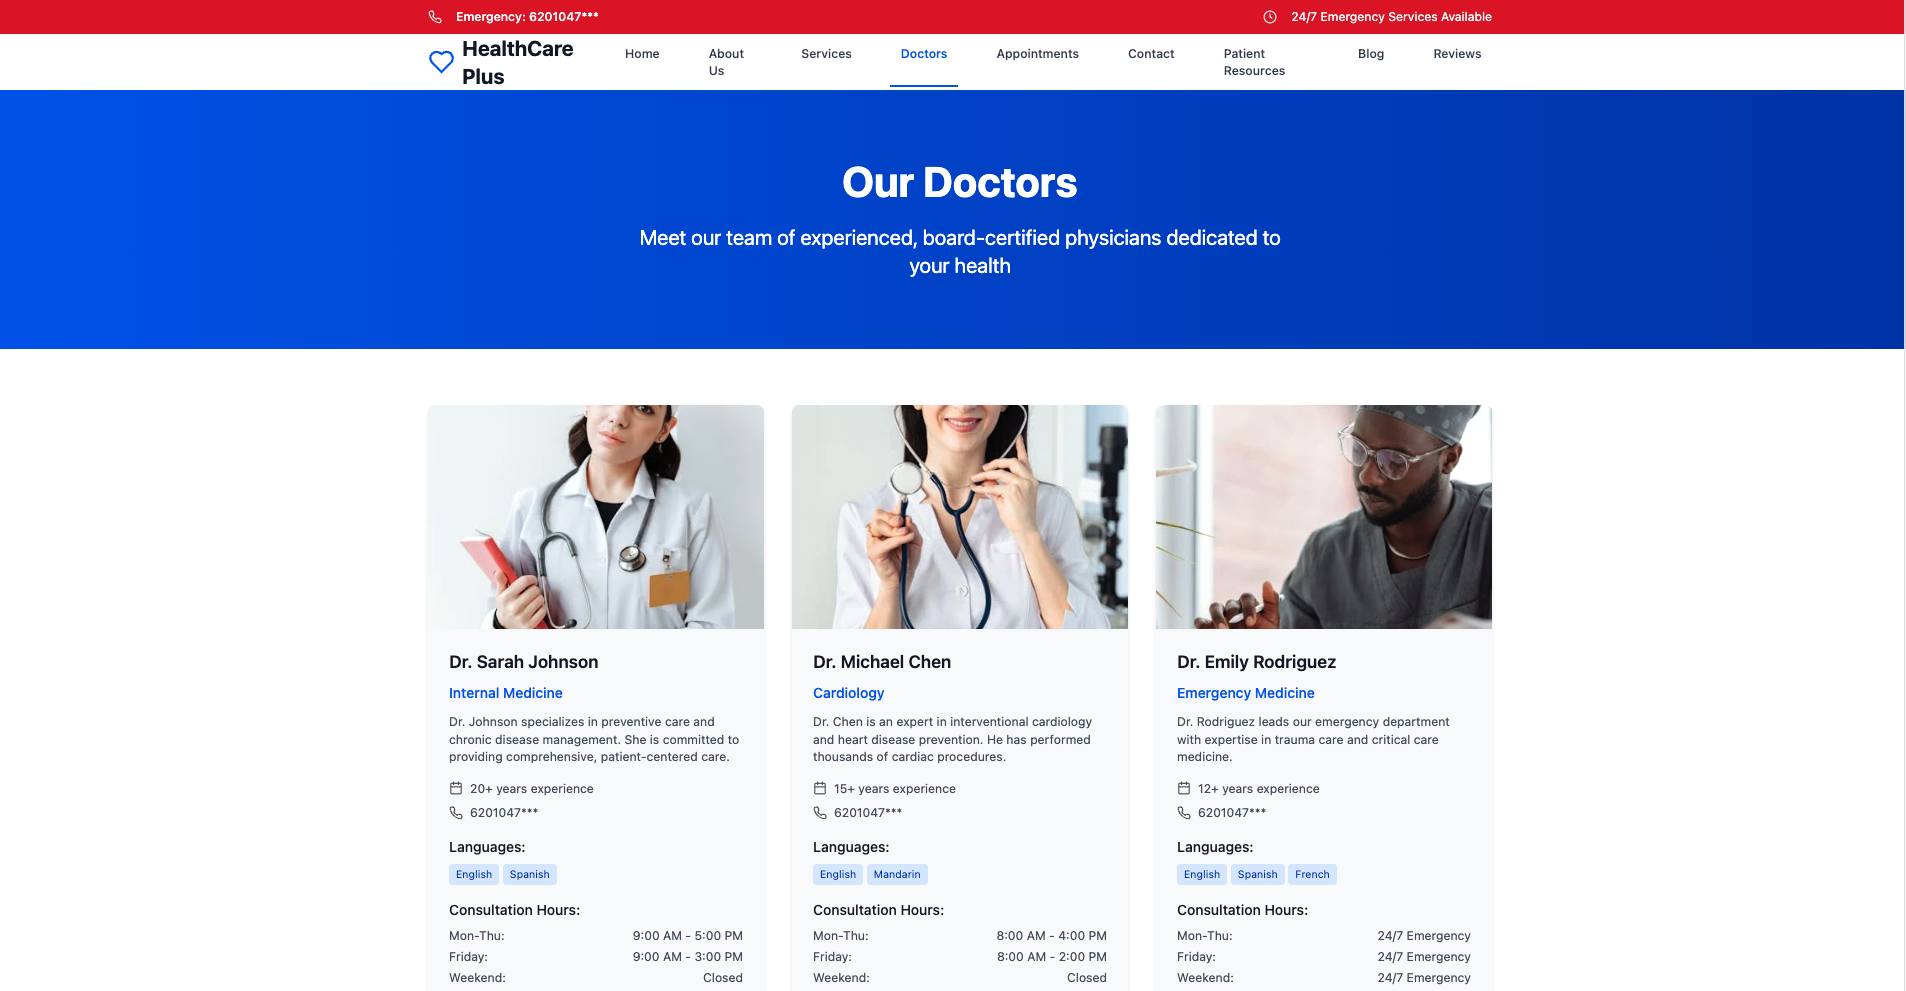 Emergency: 6201047***
24/7 Emergency Services Available
HealthCare
Plus
Home
About
Us
Services
Doctors
Appointments
Contact
Patient
Resources
Blog
Reviews
Our Doctors
Meet our team of experienced, board-certified physicians dedicated to
your health
Dr. Sarah Johnson
Internal Medicine
Dr. Johnson specializes in preventive care and
chronic disease management. She is committed to
providing comprehensive, patient-centered care.
20+ years experience
6201047***
Languages:
English Spanish
Consultation Hours:
Mon-Thu: 9:00 AM - 5:00 PM
Friday: 9:00 AM - 3:00 PM
Weekend: Closed
Dr. Michael Chen
Cardiology
Dr. Chen is an expert in interventional cardiology
and heart disease prevention. He has performed
thousands of cardiac procedures.
15+ years experience
6201047***
Languages:
English Mandarin
Consultation Hours:
Mon-Thu: 8:00 AM - 4:00 PM
Friday: 8:00 AM - 2:00 PM
Weekend: Closed
Dr. Emily Rodriguez
Emergency Medicine
Dr. Rodriguez leads our emergency department
with expertise in trauma care and critical care
medicine.
12+ years experience
6201047***
Languages:
English Spanish French
Consultation Hours:
Mon-Thu: 24/7 Emergency
Friday: 24/7 Emergency
Weekend: 24/7 Emergency